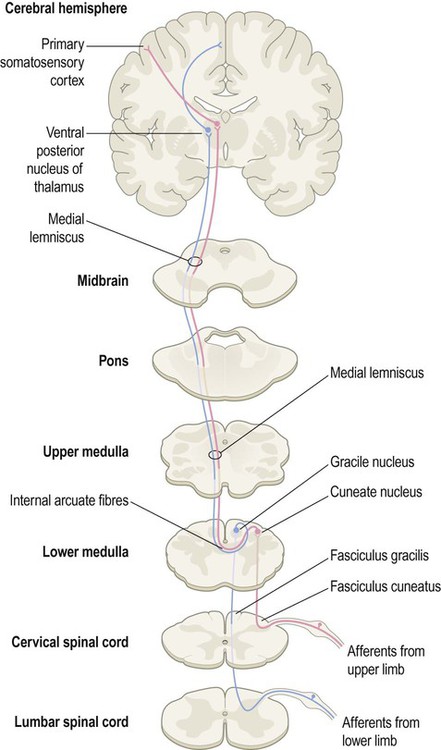 Cerebral hemisphere
Primary
somatosensory
cortex
Ventral
posterior
nucleus of
thalamus
Medial
lemniscus
Midbrain
Pons
Medial lemniscus
Upper medulla
Gracile nucleus
Cuneate nucleus
Internal arcuate fibres
Lower medulla
Fasciculus gracilis
Fasciculus cuneatus
Cervical spinal cord
Afferents from
upper limb
Lumbar spinal cord
Afferents from
lower limb